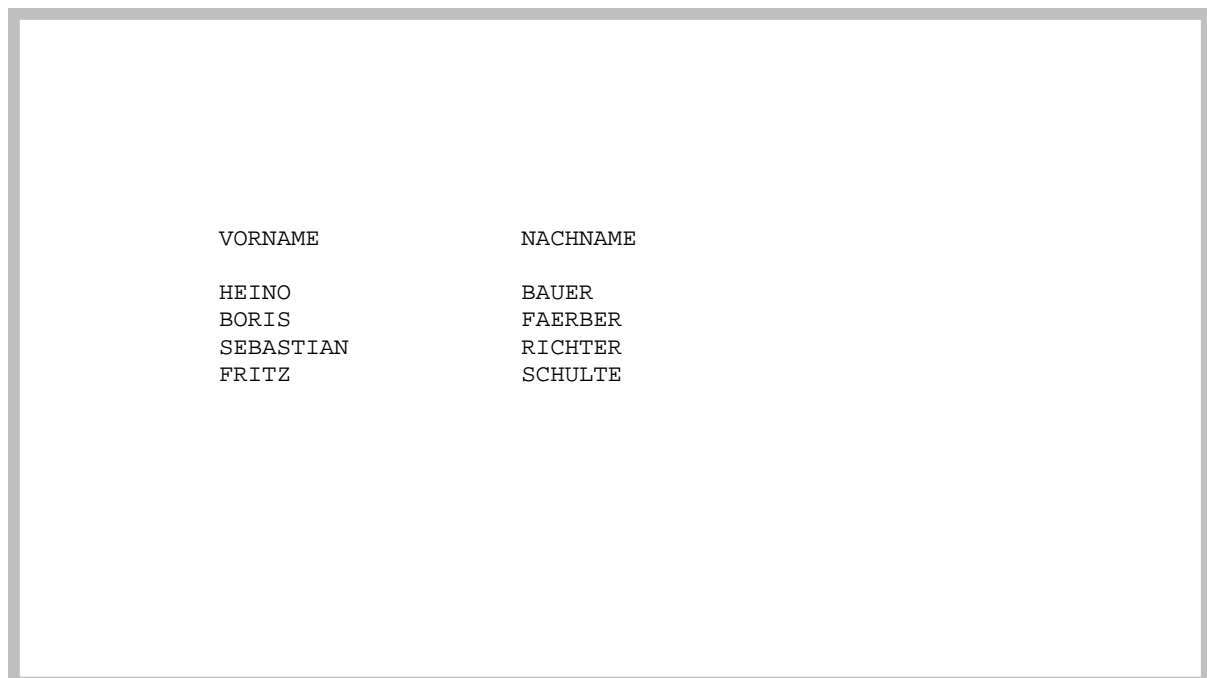 VORNAME NACHNAME
HEINO BAUER
BORIS FAERBER
SEBASTIAN RICHTER
FRITZ SCHULTE